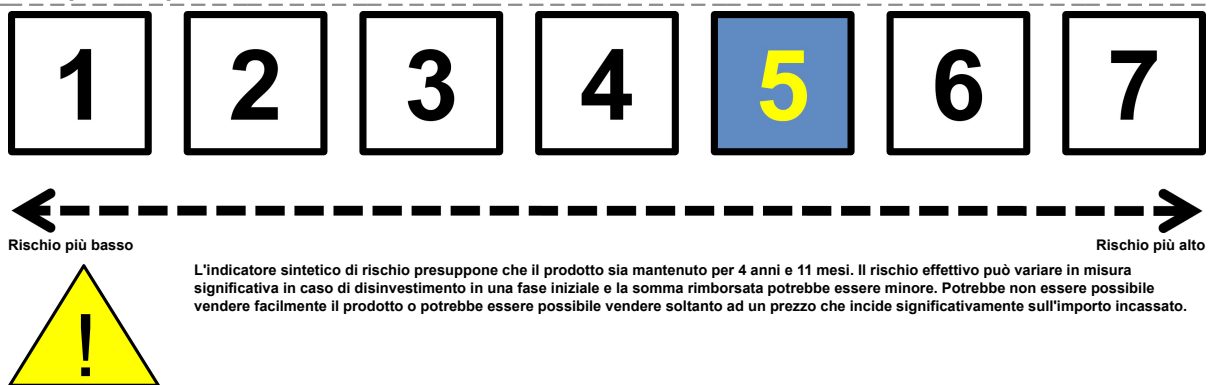 1 2 3 4 5 6 7
Rischio più basso Rischio più alto
!
L'indicatore sintetico di rischio presuppone che il prodotto sia mantenuto per 4 anni e 11 mesi. Il rischio effettivo può variare in misura
significativa in caso di disinvestimento in una fase iniziale e la somma rimborsata potrebbe essere minore. Potrebbe non essere possibile
vendere facilmente il prodotto o potrebbe essere possibile vendere soltanto ad un prezzo che incide significativamente sull'importo incassato.